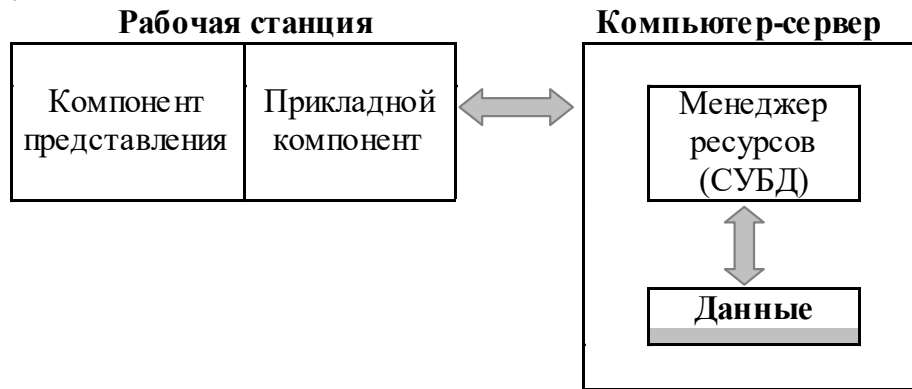 Рабочая станция
Компьютер-сервер
Компонент
представления
Прикладной
компонент
Менеджер
ресурсов
(СУБД)
Данные